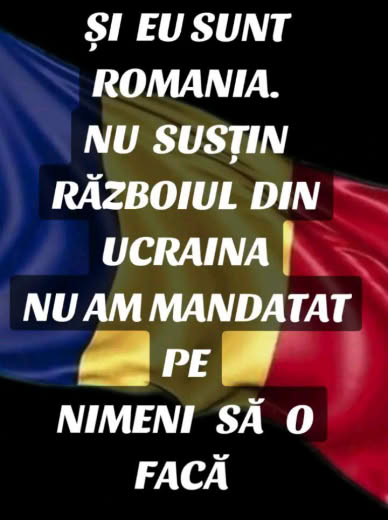 ȘI EU SUNT
ROMANIA.
NU SUSȚIN
RĂZBOIUL DIN
UCRAINA
NU AM MANDATAT
PE
NIMENI SĂ O
FACĂ